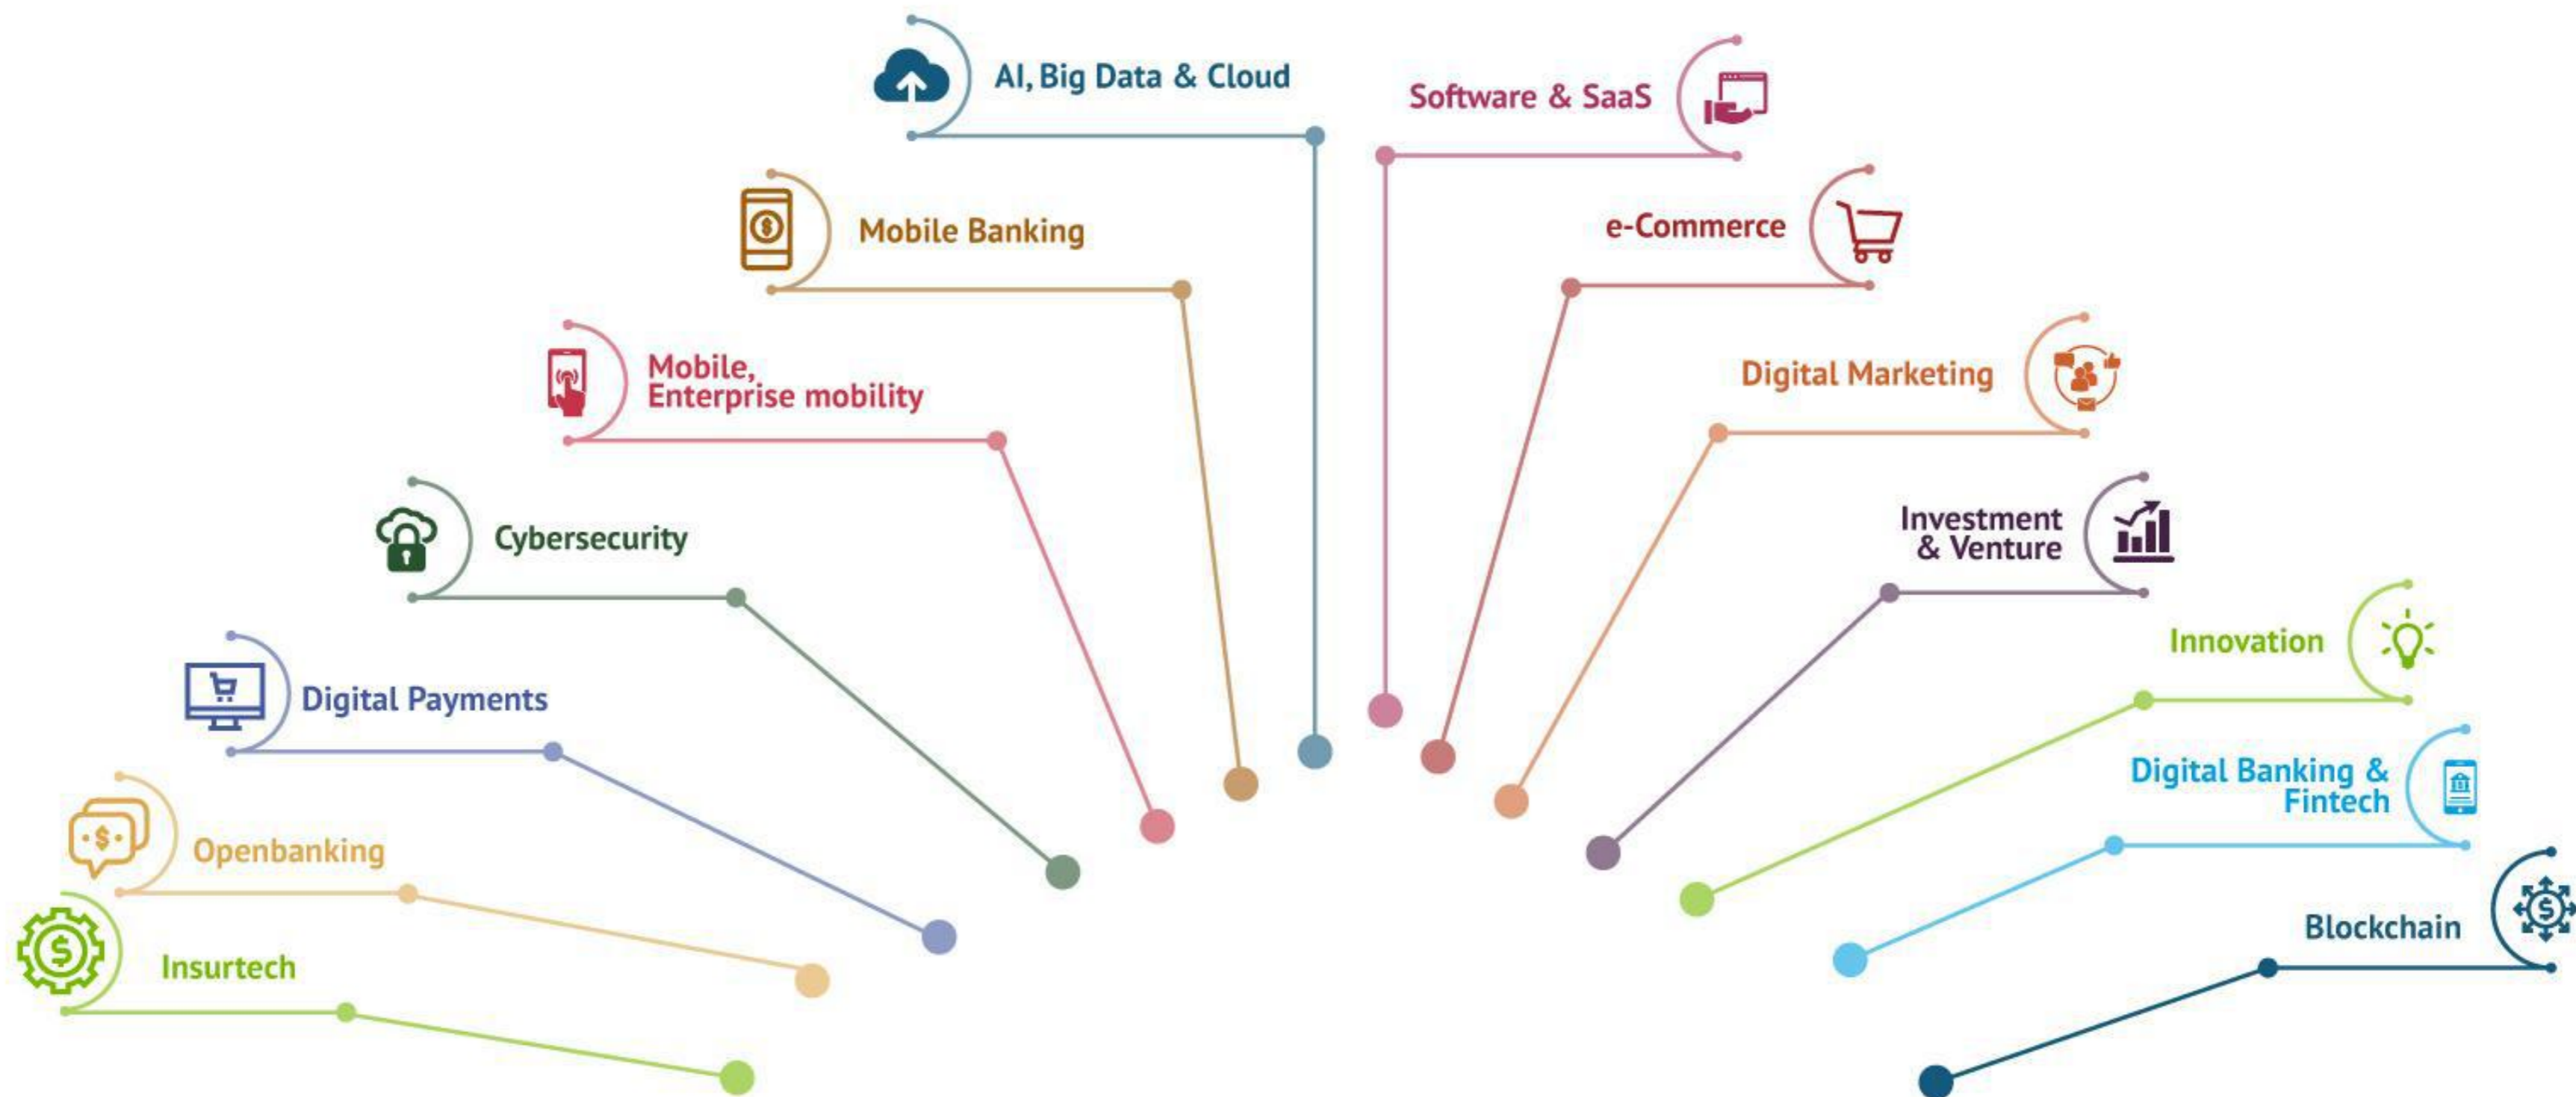 AI, Big Data & Cloud
Software & SaaS
Mobile Banking
e-Commerce
Mobile,
Enterprise mobility
Digital Marketing
Cybersecurity
Investment
& Venture
Innovation
Digital Payments
Digital Banking &
Fintech
Openbanking
Blockchain
Insurtech